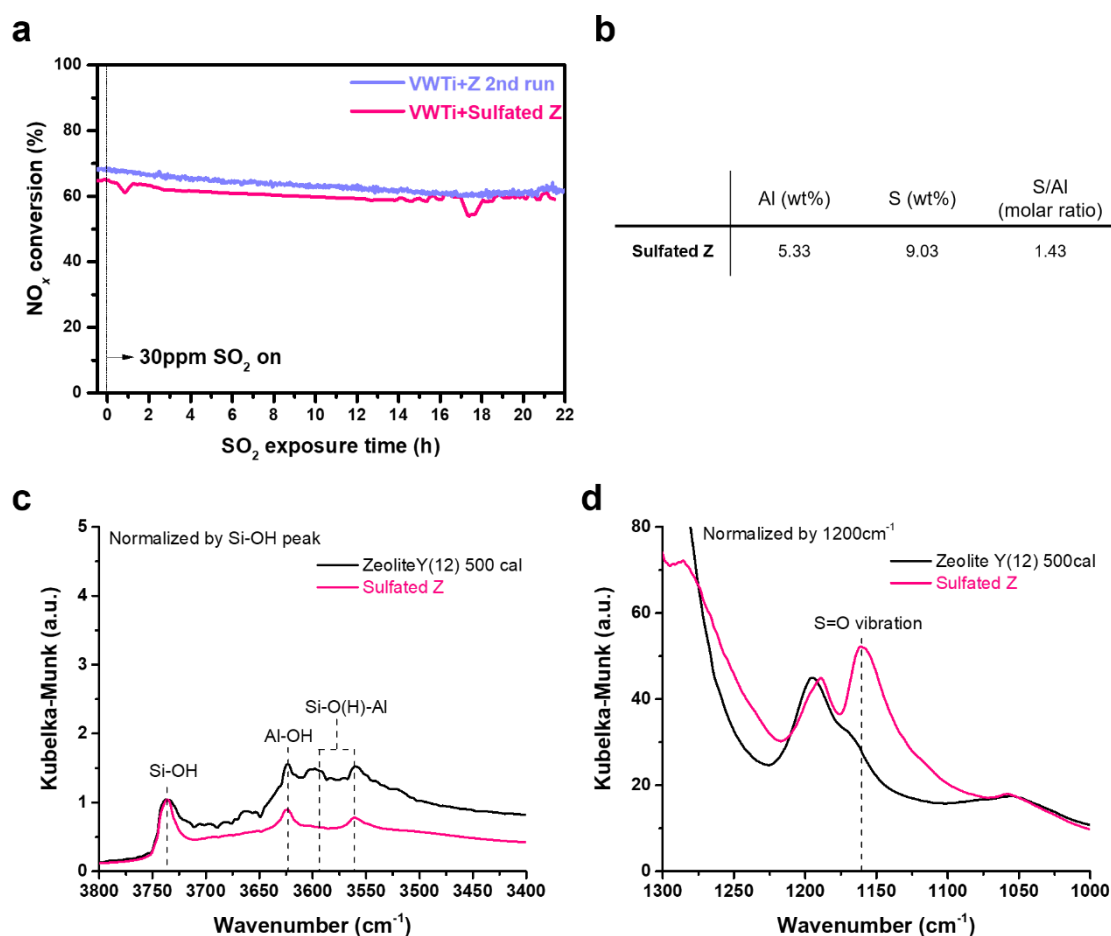 a
100
80
60
40
20
0
NOx conversion (%)
VWTi+Z 2nd run
VWTi+Sulfated Z
30ppm SO2 on
0 2 4 6 8 10 12 14 16 18 20 22
SO2 exposure time (h)
b
Al (wt%) S (wt%) S/Al
(molar ratio)
Sulfated Z 5.33 9.03 1.43
c
5
4
3
2
1
0
Kubelka-Munk (a.u.)
Normalized by Si-OH peak
ZeoliteY(12) 500 cal
Sulfated Z
Si-O(H)-Al
Al-OH
Si-OH
3800 3750 3700 3650 3600 3550 3500 3450 3400
Wavenumber (cm-1)
d
80
60
40
20
0
Kubelka-Munk (a.u.)
Normalized by 1200cm-1
Zeolite Y(12) 500cal
Sulfated Z
S=O vibration
1300 1250 1200 1150 1100 1050 1000
Wavenumber (cm-1)